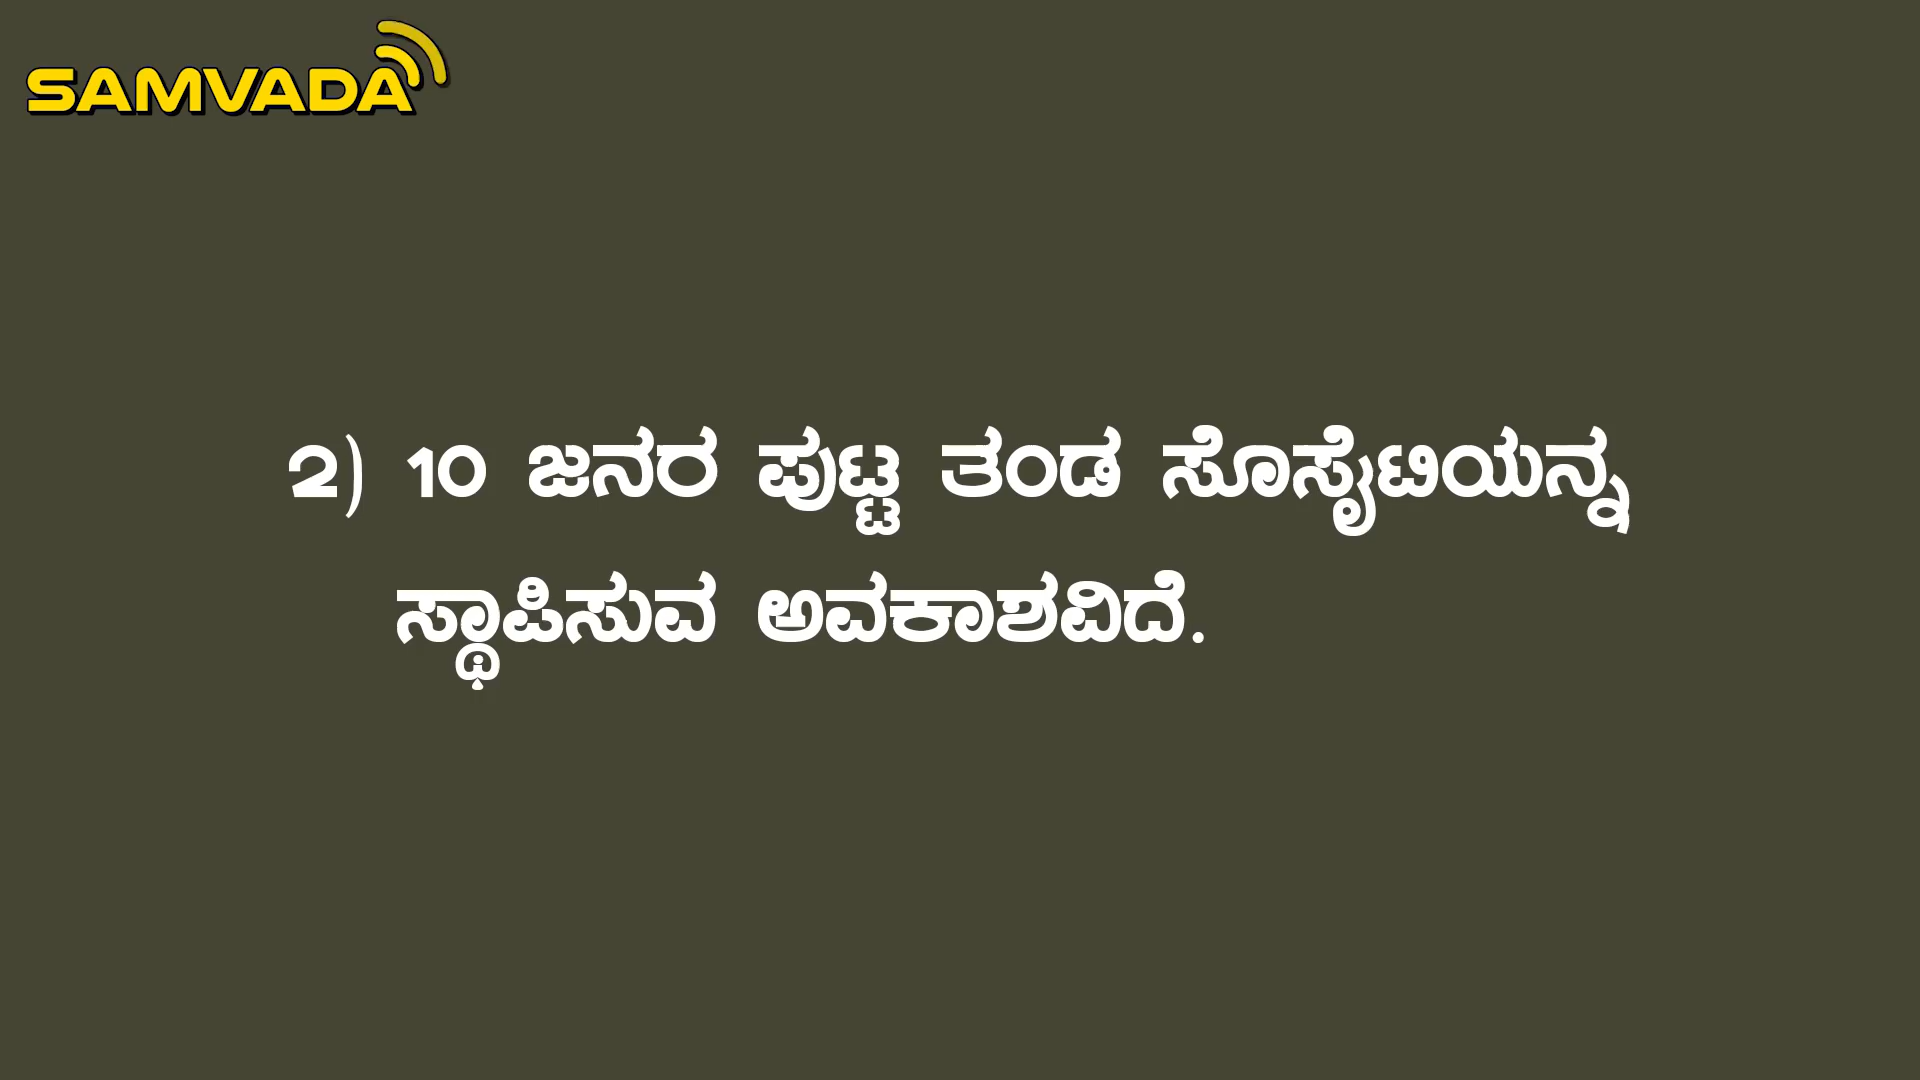 SAMVADA
2) 10 ಜನರ ಪುಟ್ಟ ತಂಡ ಸೊಸೈಟಿಯನ್ನ
ಸ್ಥಾಪಿಸುವ ಅವಕಾಶವಿದೆ.